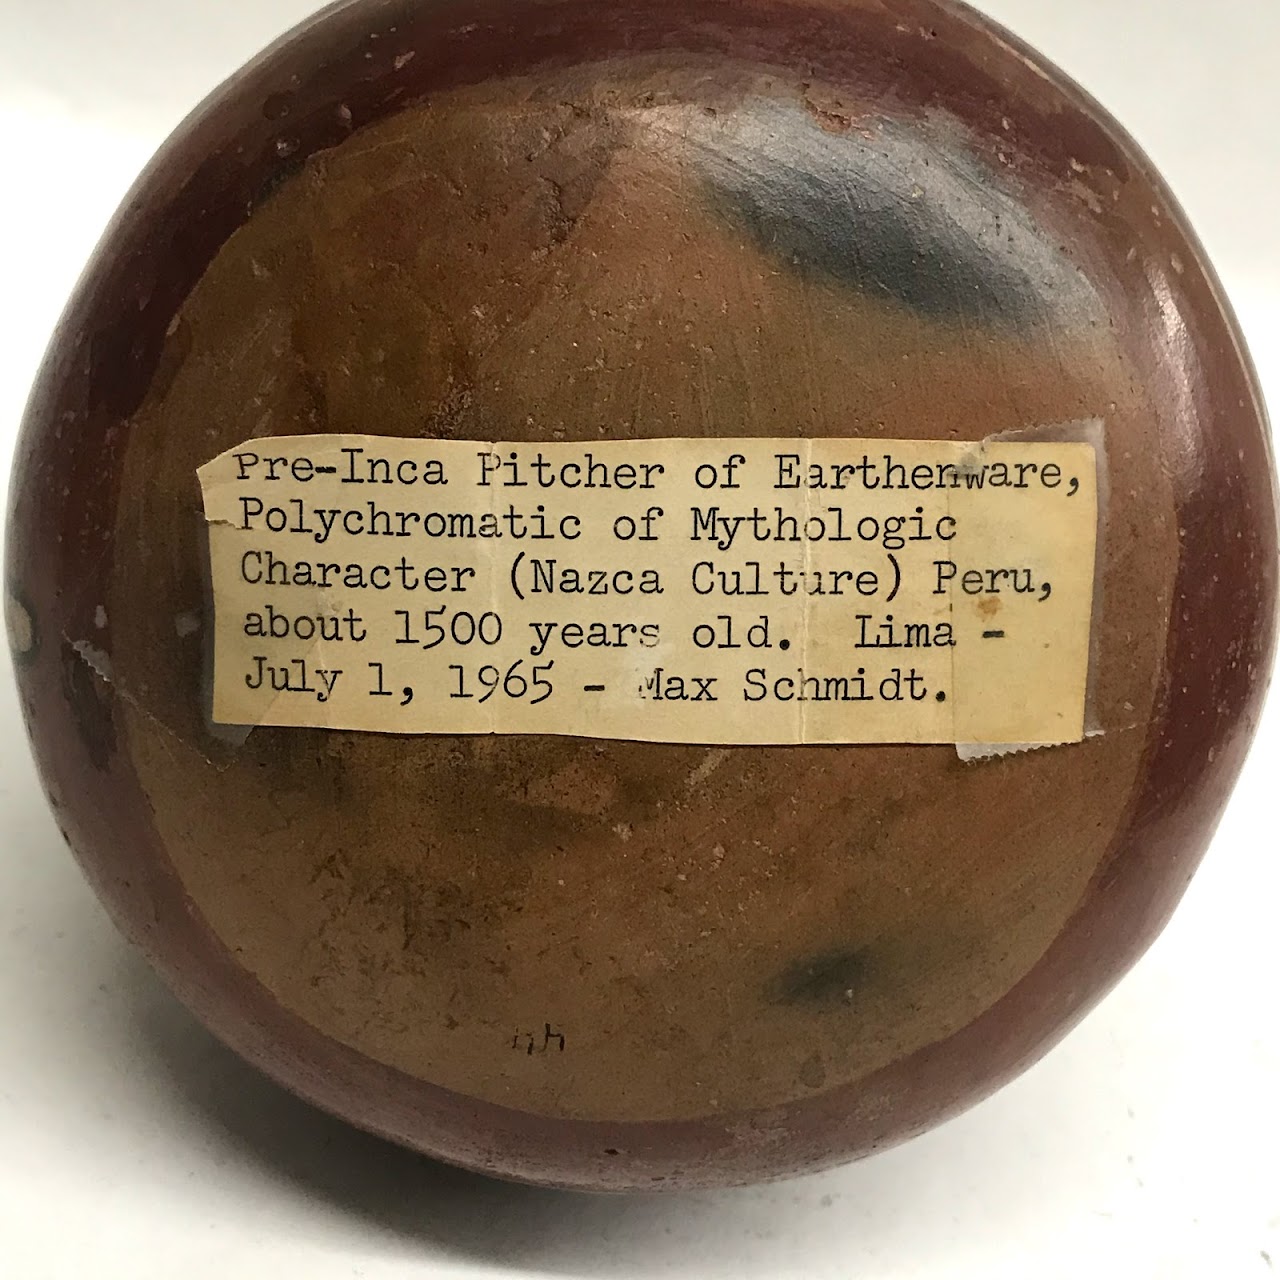 Pre-Inca Pitcher of Earthenware,
Polychromatic of Mythologic
Character (Nazca Culture) Peru,
about 1500 years old. Lima -
July 1, 1965 - Max Schmidt.